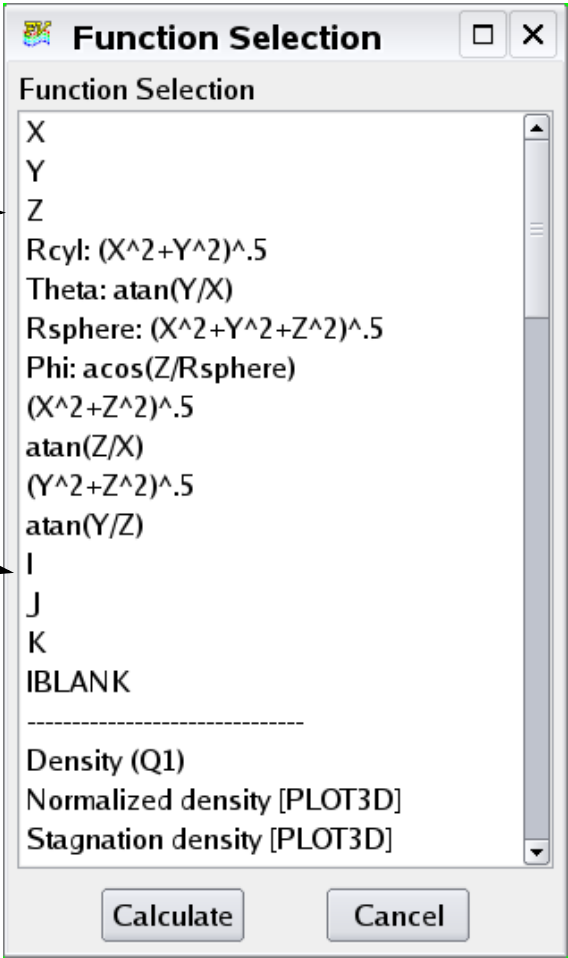 Function Selection
Function Selection
X
Y
Z
Rcyl: (X^2+Y^2)^.5
Theta: atan(Y/X)
Rsphere: (X^2+Y^2+Z^2)^.5
Phi: acos(Z/Rsphere)
(X^2+Z^2)^.5
atan(Z/X)
(Y^2+Z^2)^.5
atan(Y/Z)
I
J
K
IBLANK
------------------------------
Density (Q1)
Normalized density [PLOT3D]
Stagnation density [PLOT3D]
Calculate Cancel